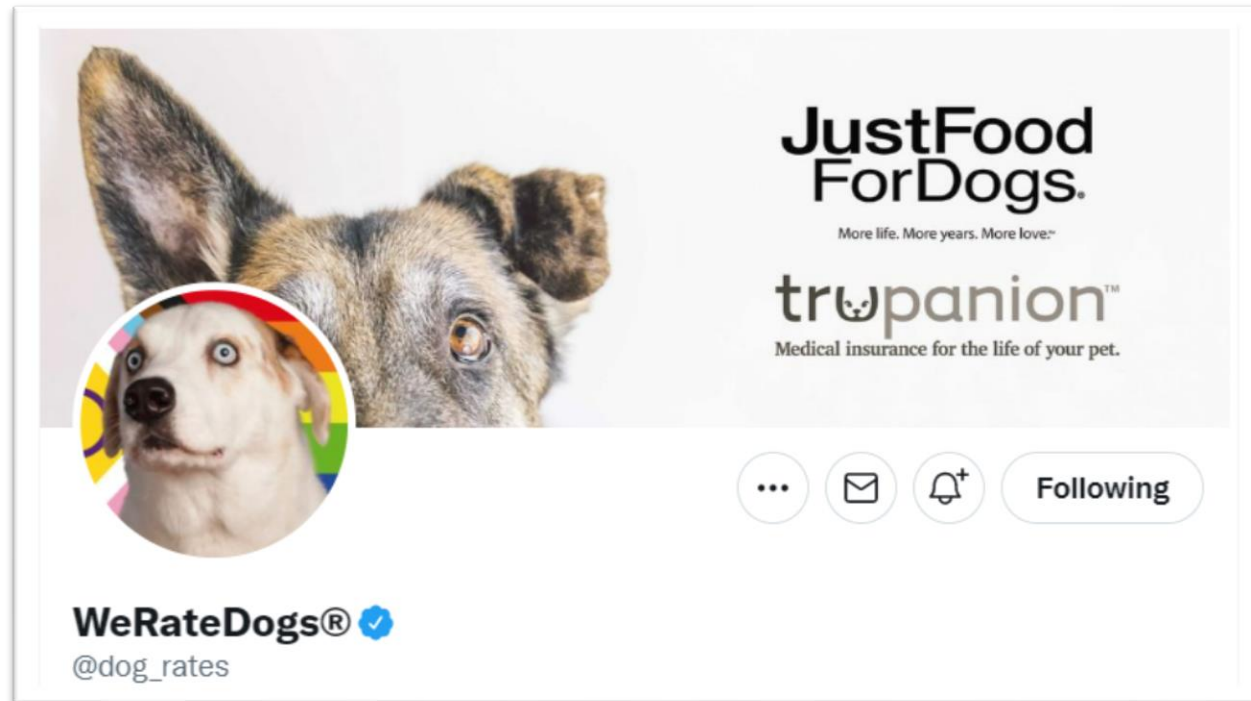 JustFood
ForDogs®
More life. More years. More love.℠
trupanion™
Medical insurance for the life of your pet.
Following
WeRateDogs®
@dog_rates